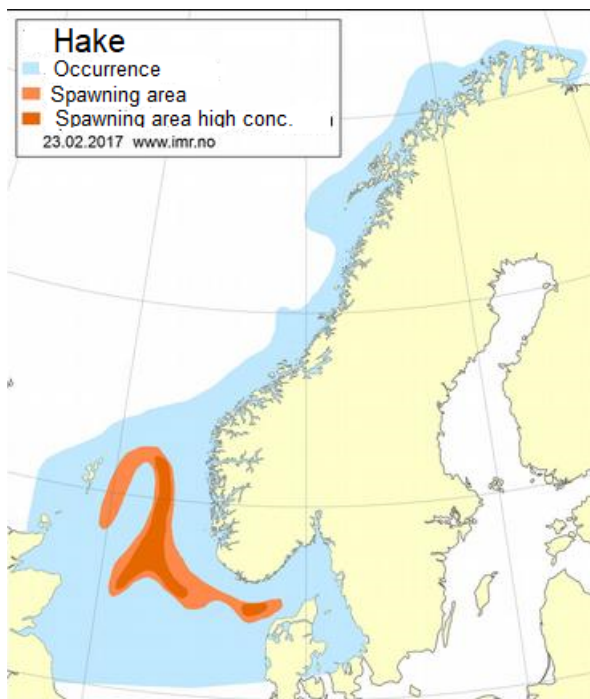 Hake
Occurrence
Spawning area
Spawning area high conc.
23.02.2017 www.imr.no